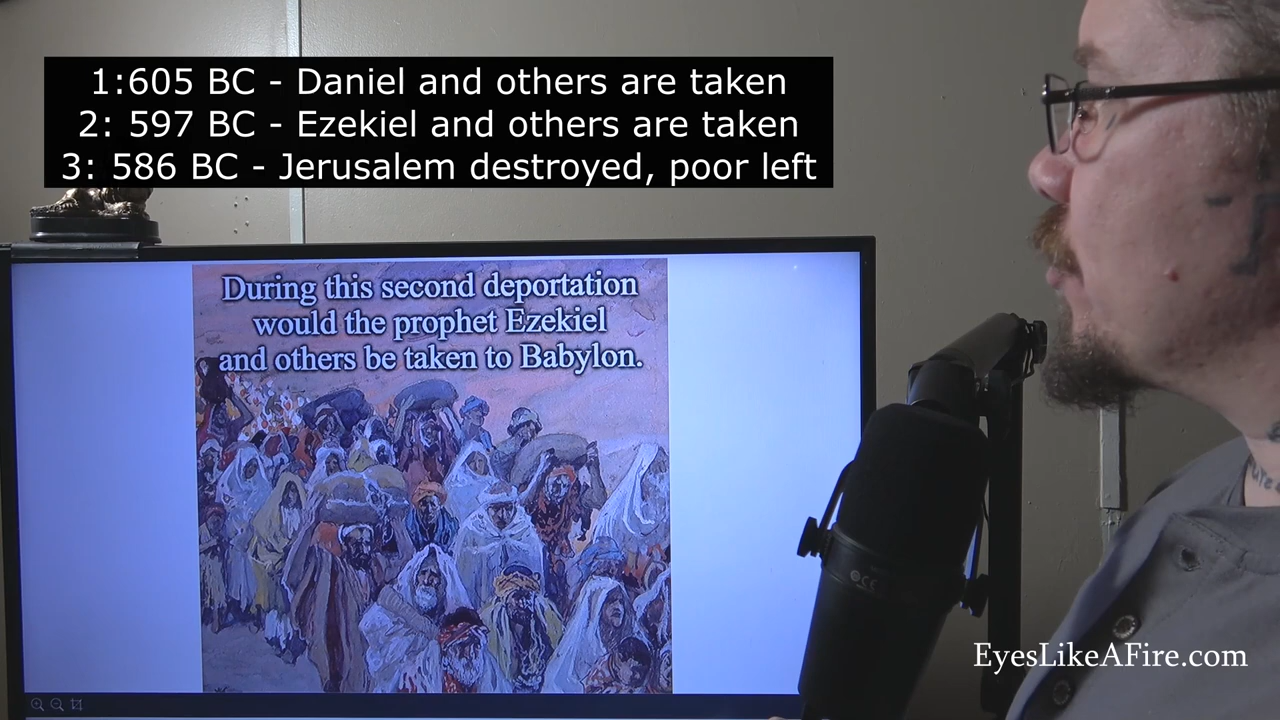 1:605 BC - Daniel and others are taken
2: 597 BC - Ezekiel and others are taken
3: 586 BC - Jerusalem destroyed, poor left
During this second deportation
would the prophet Ezekiel
and others be taken to Babylon.
EyesLikeAFire.com